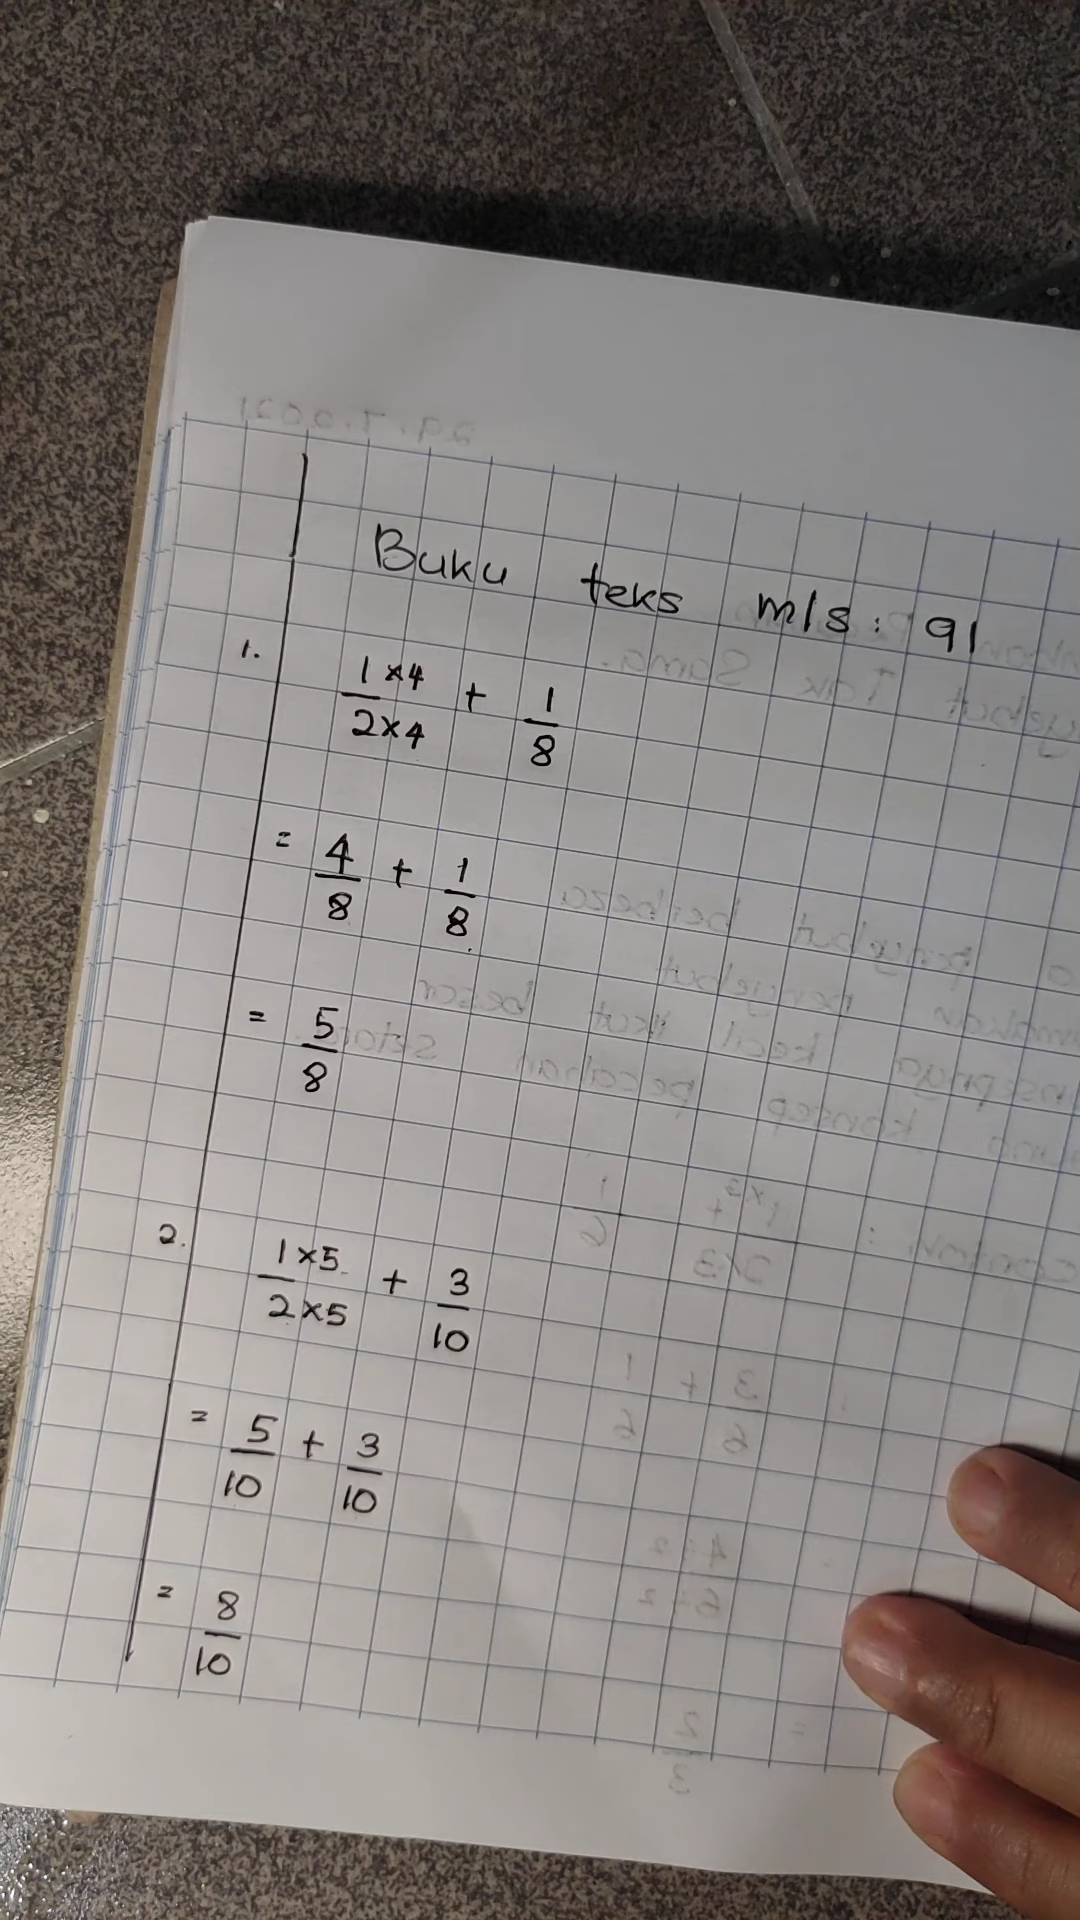 Buku teks m/s: 91
1.
1 ×4 + 1
2×4 8
= 4 + 1
8 8
= 5
8
2.
1×5 + 3
2×5 10
= 5 + 3
10 10
= 8
10